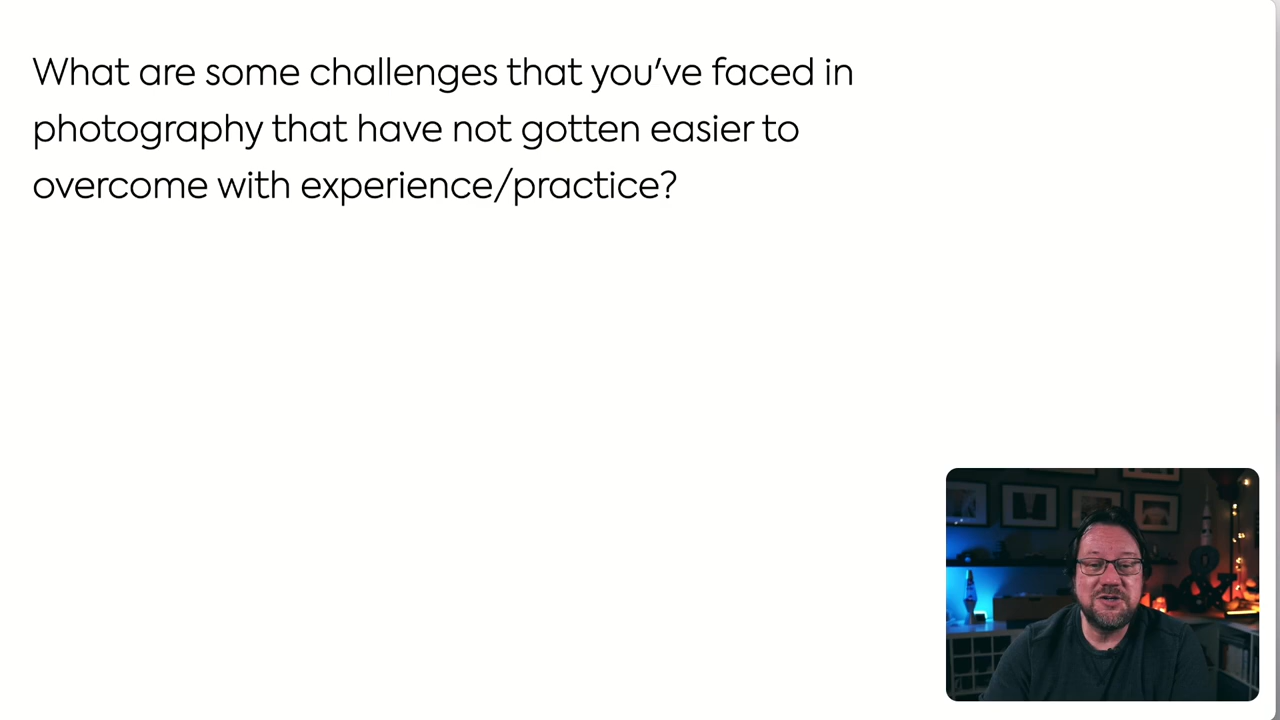 What are some challenges that you've faced in
photography that have not gotten easier to
overcome with experience/practice?